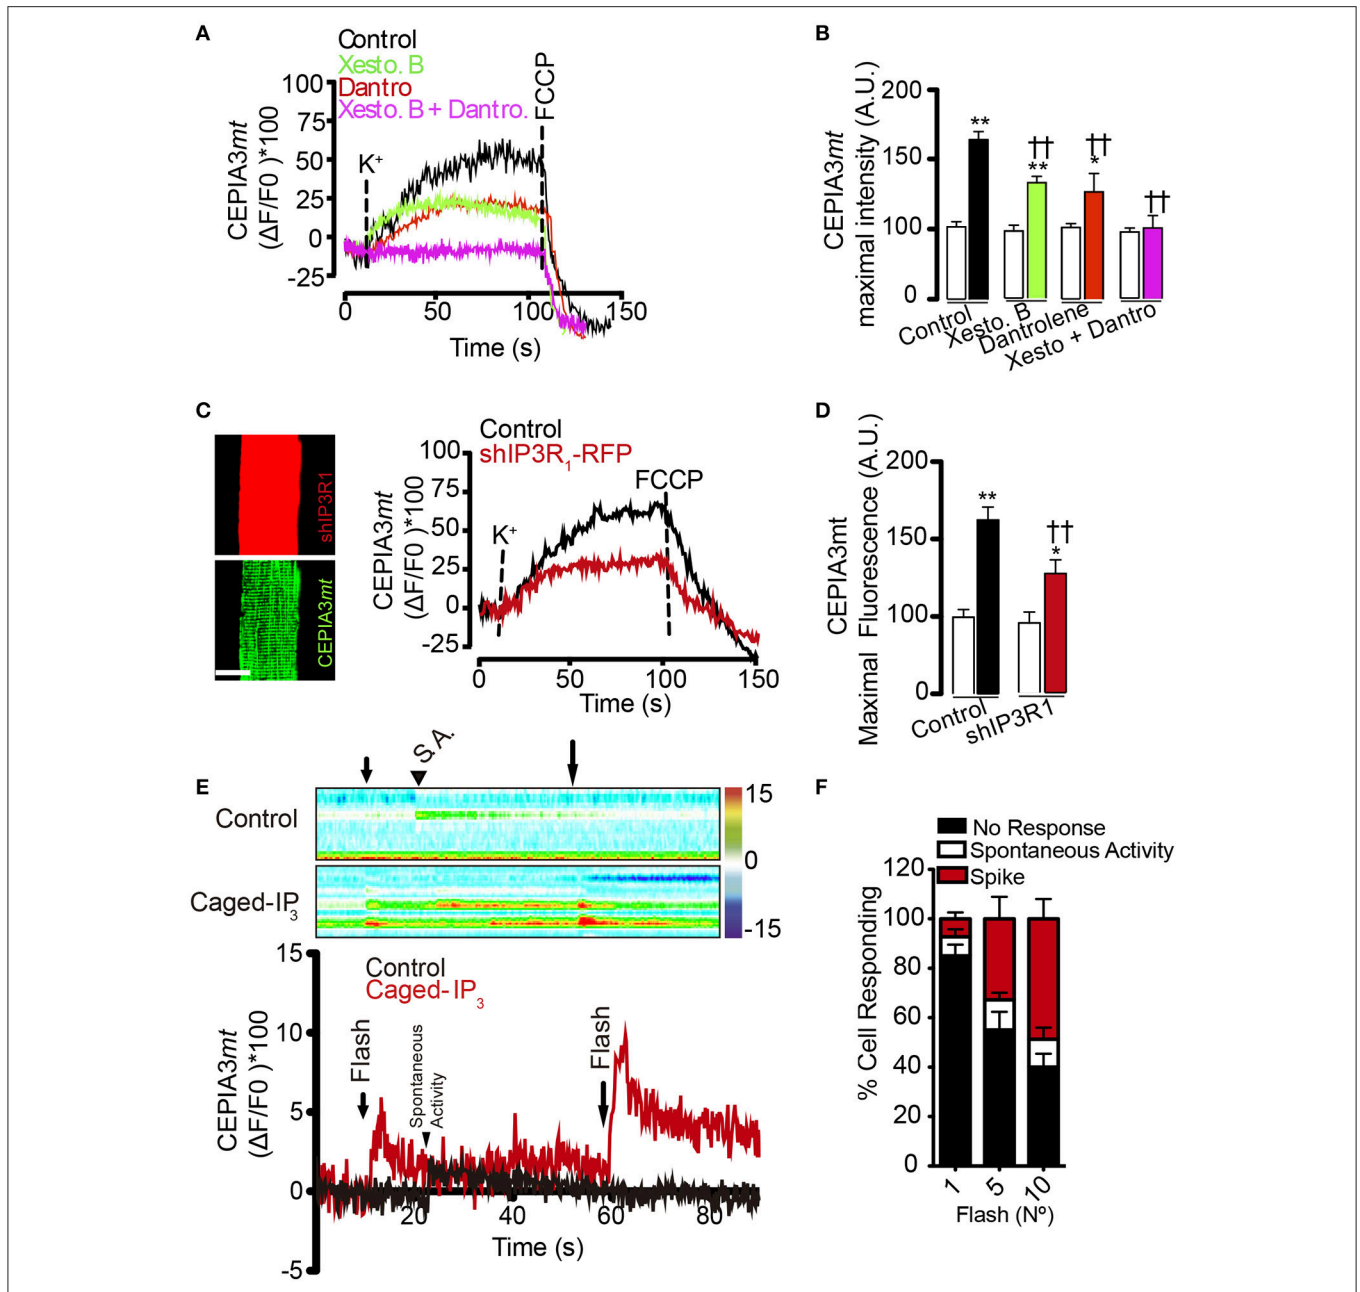 A
Control
Xesto. B
Dantro
Xesto. B + Dantro.
FCCP
K+
CEPIA3mt
(ΔF/F0 )*100
100
75
50
25
0
-25
0 50 100 150
Time (s)
B
CEPIA3mt
maximal intensity (A.U.)
200
150
100
0
**
††
**
††
*
††
Control
Xesto. B
Dantrolene
Xesto + Dantro
C
shIP3R1
CEPIA3mt
Control
shIP3R1-RFP
FCCP
K+
CEPIA3mt
(ΔF/F0 )*100
100
75
50
25
0
-25
0 50 100 150
Time (s)
D
CEPIA3mt
Maximal Fluorescence (A.U.)
200
150
100
0
**
††
*
Control
shIP3R1
E
S.A.
Control
Caged-IP3
15
0
-15
Control
Caged-IP3
Flash
Spontaneous
Activity
Flash
CEPIA3mt
(ΔF/F0 )*100
15
10
5
0
-5
20 40 60 80
Time (s)
F
No Response
Spontaneous Activity
Spike
% Cell Responding
120
100
80
60
40
20
0
1 5 10
Flash (Nº)